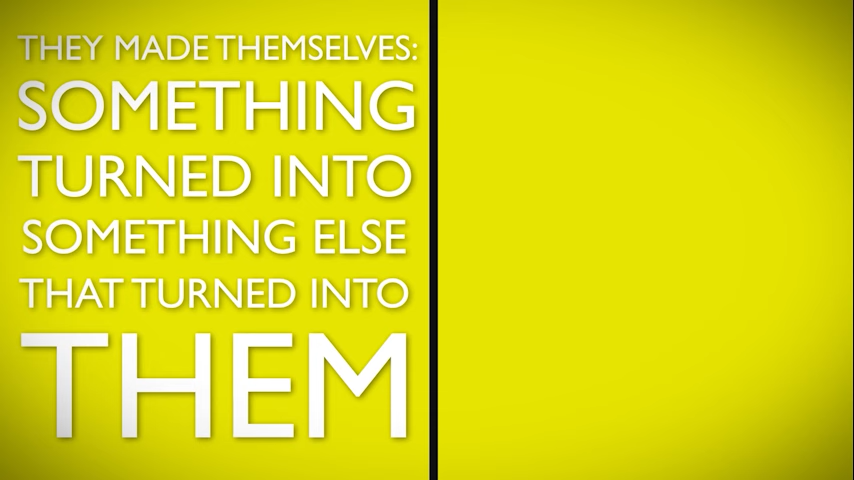 THEY MADE THEMSELVES:
SOMETHING
TURNED INTO
SOMETHING ELSE
THAT TURNED INTO
THEM